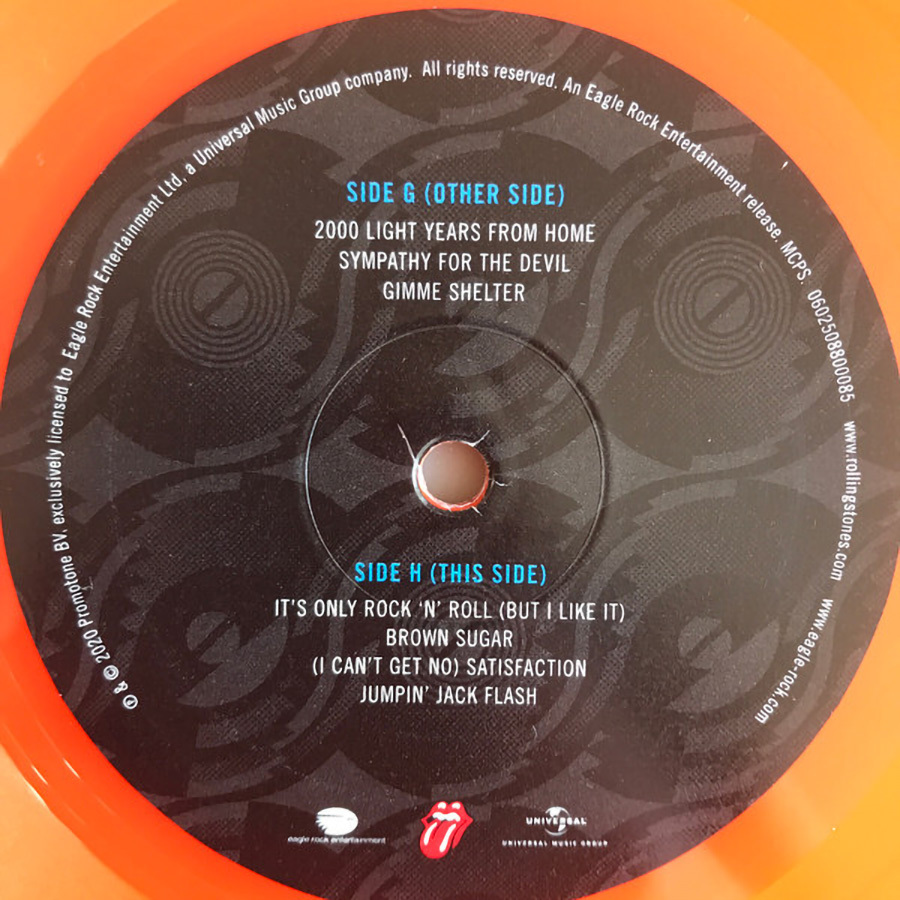 ℗ & © 2020 Promotone BV, exclusively licensed to Eagle Rock Entertainment Ltd, a Universal Music Group company. All rights reserved. An Eagle Rock Entertainment release. MCPS. 0602508800085 www.rollingstones.com www.eagle-rock.com
SIDE G (OTHER SIDE)
2000 LIGHT YEARS FROM HOME
SYMPATHY FOR THE DEVIL
GIMME SHELTER
SIDE H (THIS SIDE)
IT'S ONLY ROCK 'N' ROLL (BUT I LIKE IT)
BROWN SUGAR
(I CAN'T GET NO) SATISFACTION
JUMPIN' JACK FLASH
eagle rock entertainment
UNIVERSAL
UNIVERSAL MUSIC GROUP